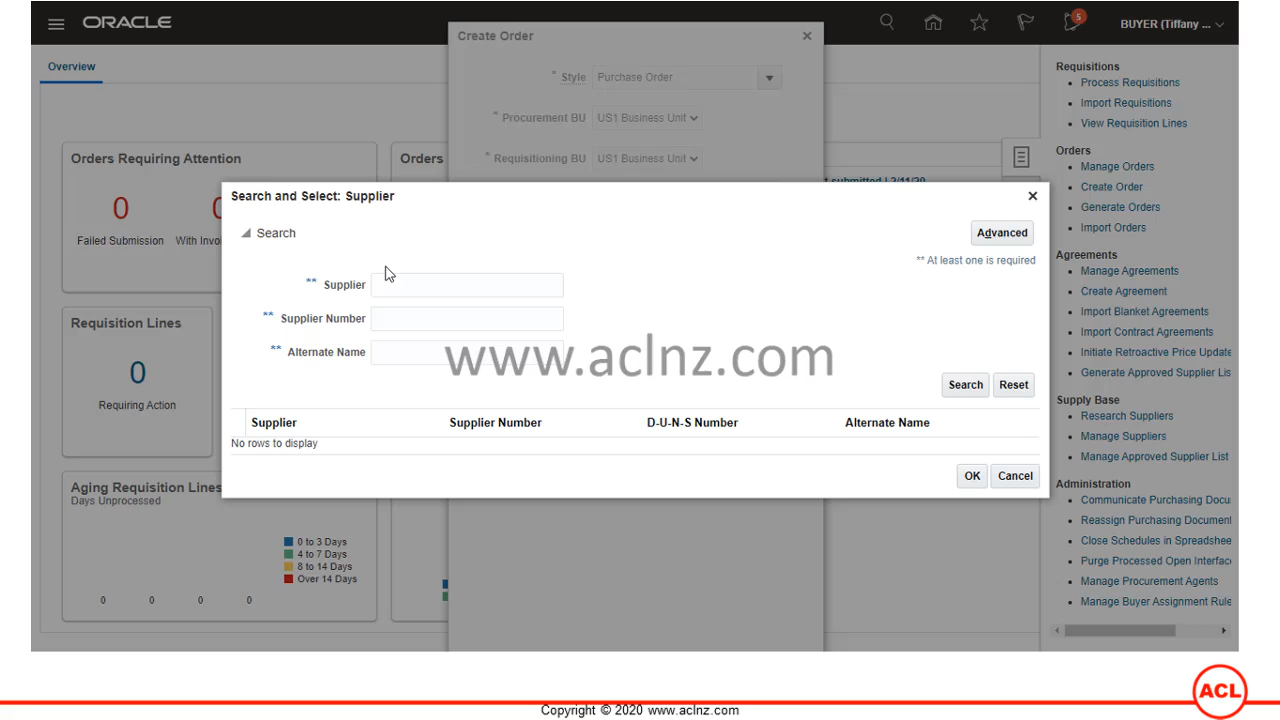 ORACLE
BUYER (Tiffany ...
5
Overview
Create Order
* Style Purchase Order
* Procurement BU US1 Business Unit
* Requisitioning BU US1 Business Unit
Orders Requiring Attention
0
Failed Submission
With
Orders
Requisition Lines
0
Requiring Action
Aging Requisition Lines
Days Unprocessed
0 to 3 Days
4 to 7 Days
8 to 14 Days
Over 14 Days
0 0 0 0
Search and Select: Supplier
Search
Advanced
** At least one is required
** Supplier
** Supplier Number
** Alternate Name
www.aclnz.com
Search Reset
Supplier Supplier Number D-U-N-S Number Alternate Name
No rows to display
OK Cancel
Requisitions
Process Requisitions
Import Requisitions
View Requisition Lines
Orders
Manage Orders
Create Order
Generate Orders
Import Orders
Agreements
Manage Agreements
Create Agreement
Import Blanket Agreements
Import Contract Agreements
Initiate Retroactive Price Update
Generate Approved Supplier Lis
Supply Base
Research Suppliers
Manage Suppliers
Manage Approved Supplier List
Administration
Communicate Purchasing Docu
Reassign Purchasing Document
Close Schedules in Spreadshee
Purge Processed Open Interfac
Manage Procurement Agents
Manage Buyer Assignment Rule
ACL
Copyright © 2020 www.aclnz.com